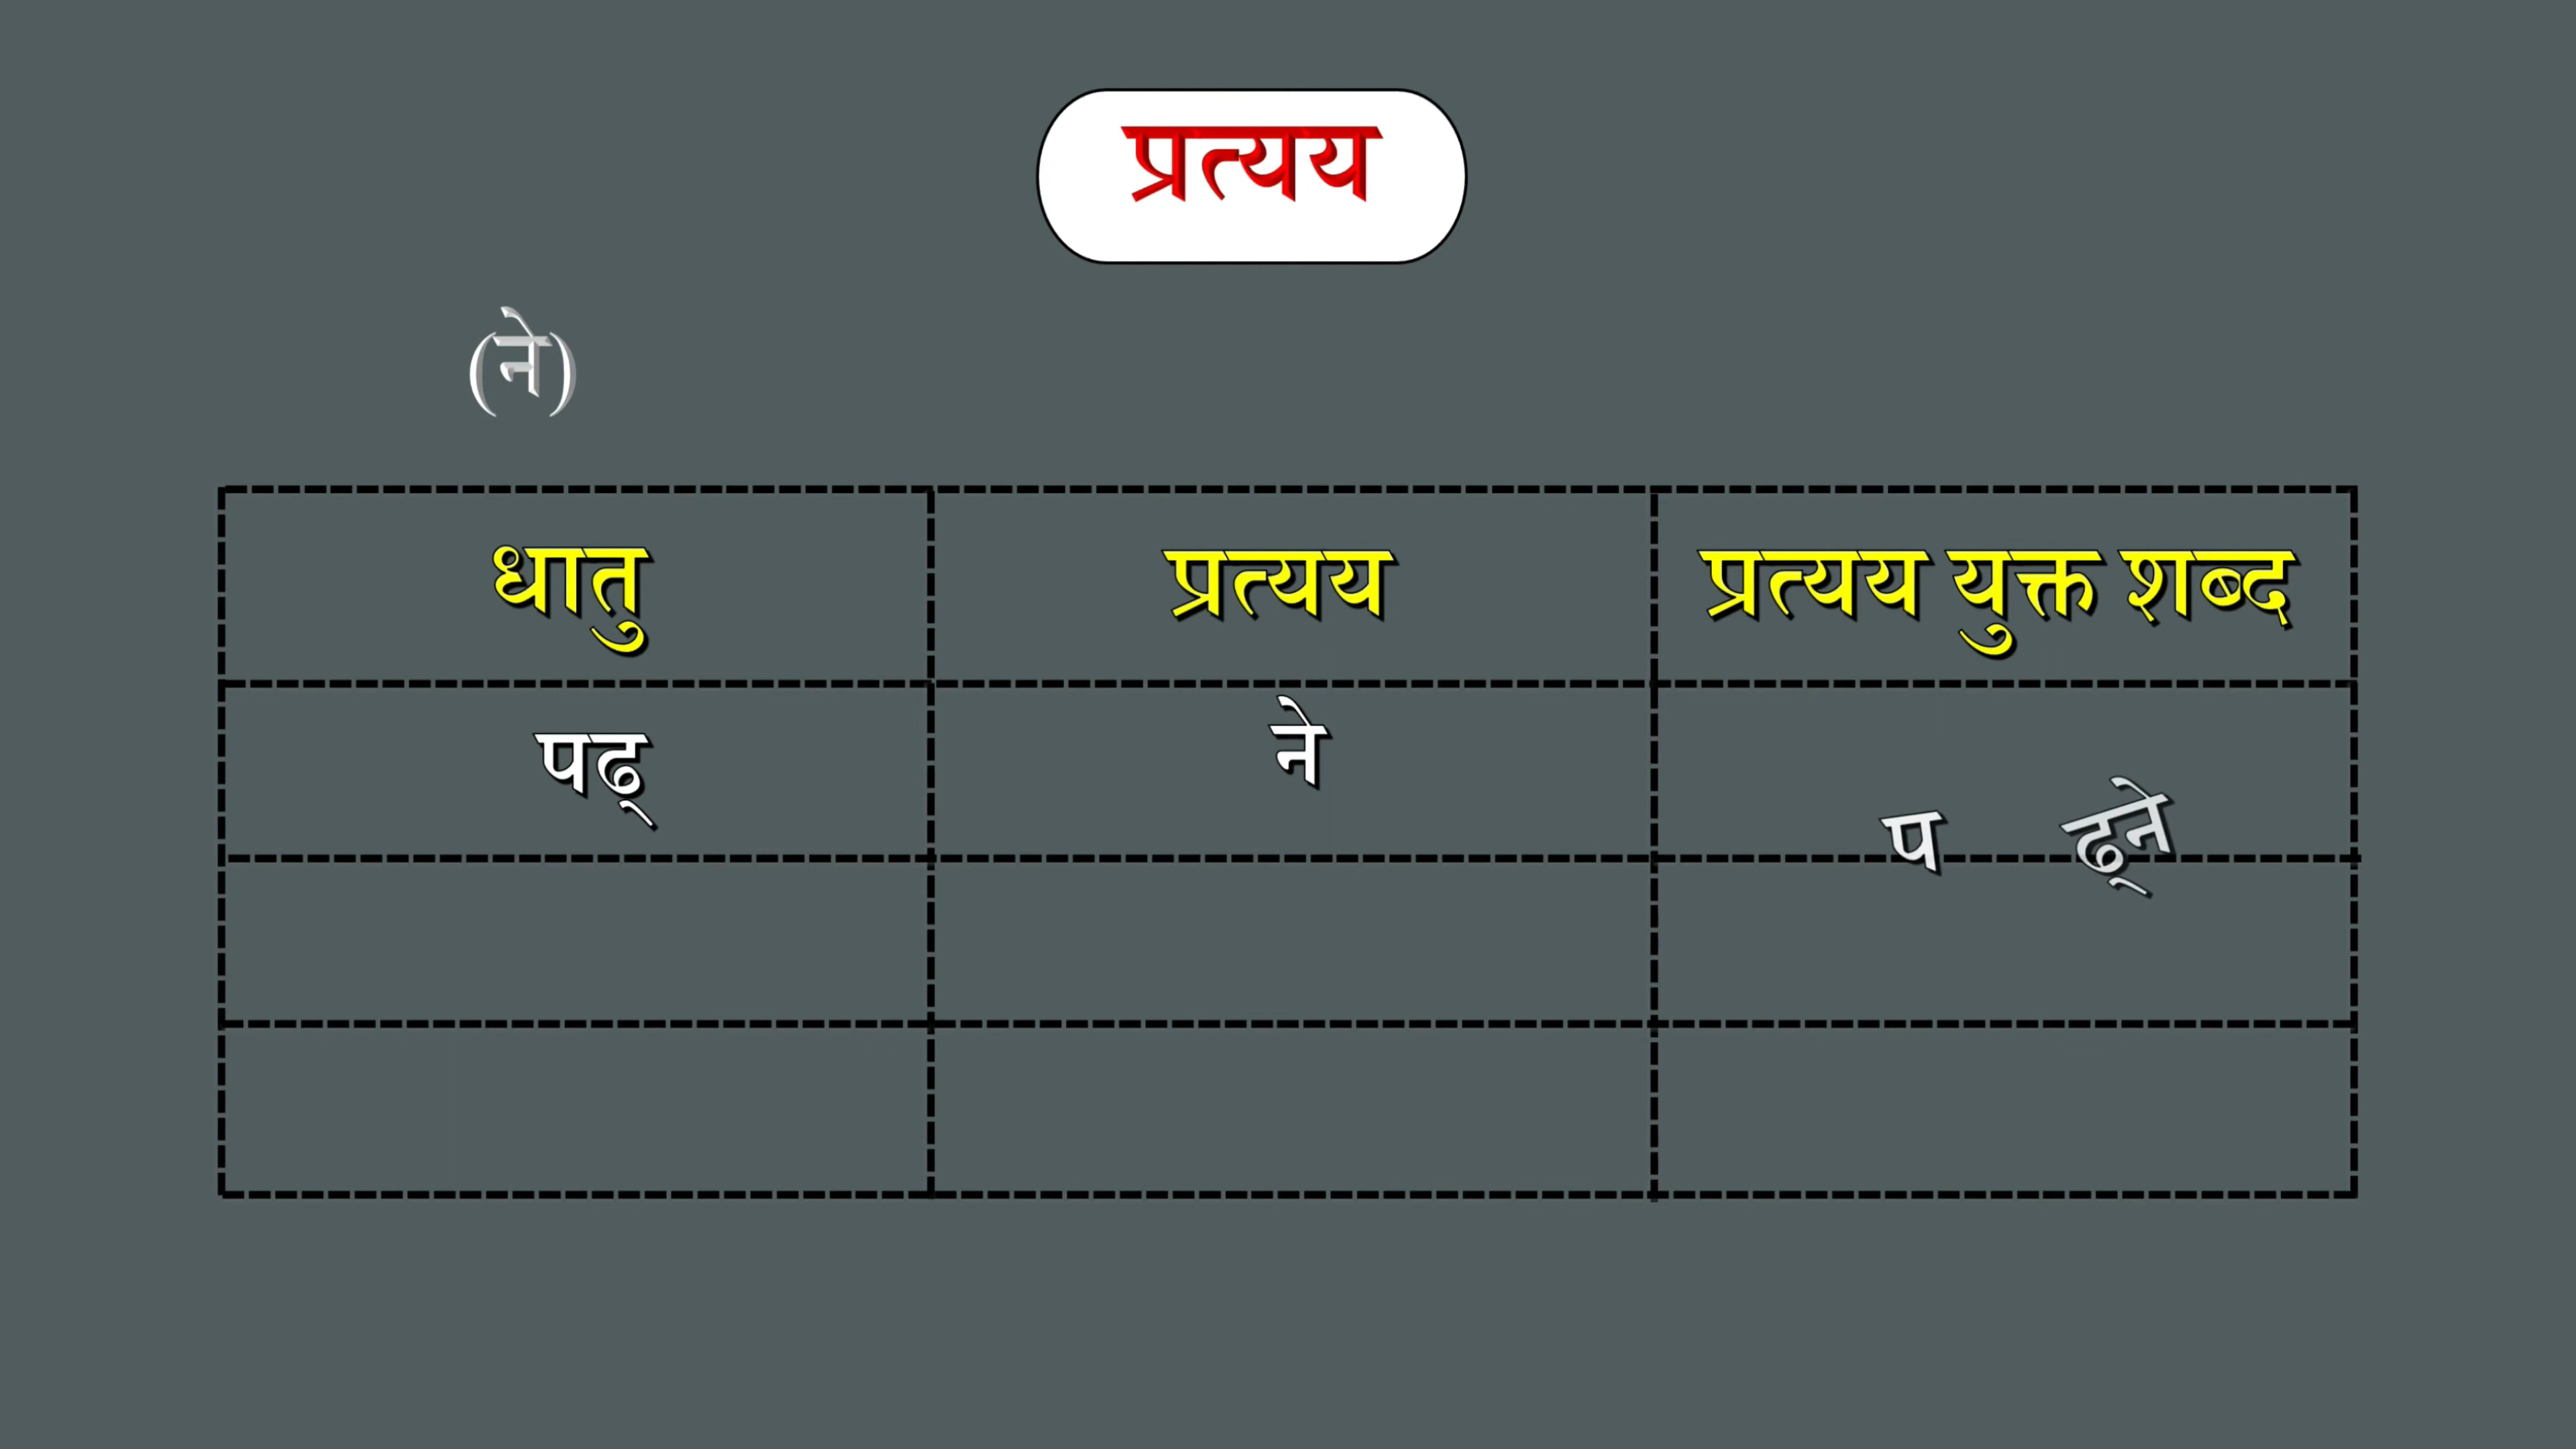 प्रत्यय
(ने)
धातु प्रत्यय प्रत्यय युक्त शब्द
पढ् ने प ढ्ने